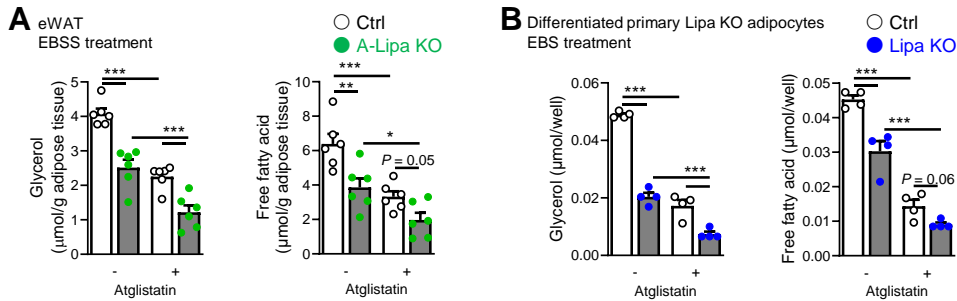 A
eWAT
EBSS treatment
Ctrl
A-Lipa KO
Glycerol
(μmol/g adipose tissue)
5
4
3
2
1
0
***
***
-
+
Atglistatin
Free fatty acid
(μmol/g adipose tissue)
10
8
6
4
2
0
***
**
*
P = 0.05
-
+
Atglistatin
B
Differentiated primary Lipa KO adipocytes
EBS treatment
Ctrl
Lipa KO
Glycerol (μmol/well)
0.06
0.04
0.02
0.00
***
***
-
+
Atglistatin
Free fatty acid (μmol/well)
0.05
0.04
0.03
0.02
0.01
0.00
***
***
P = 0.06
-
+
Atglistatin